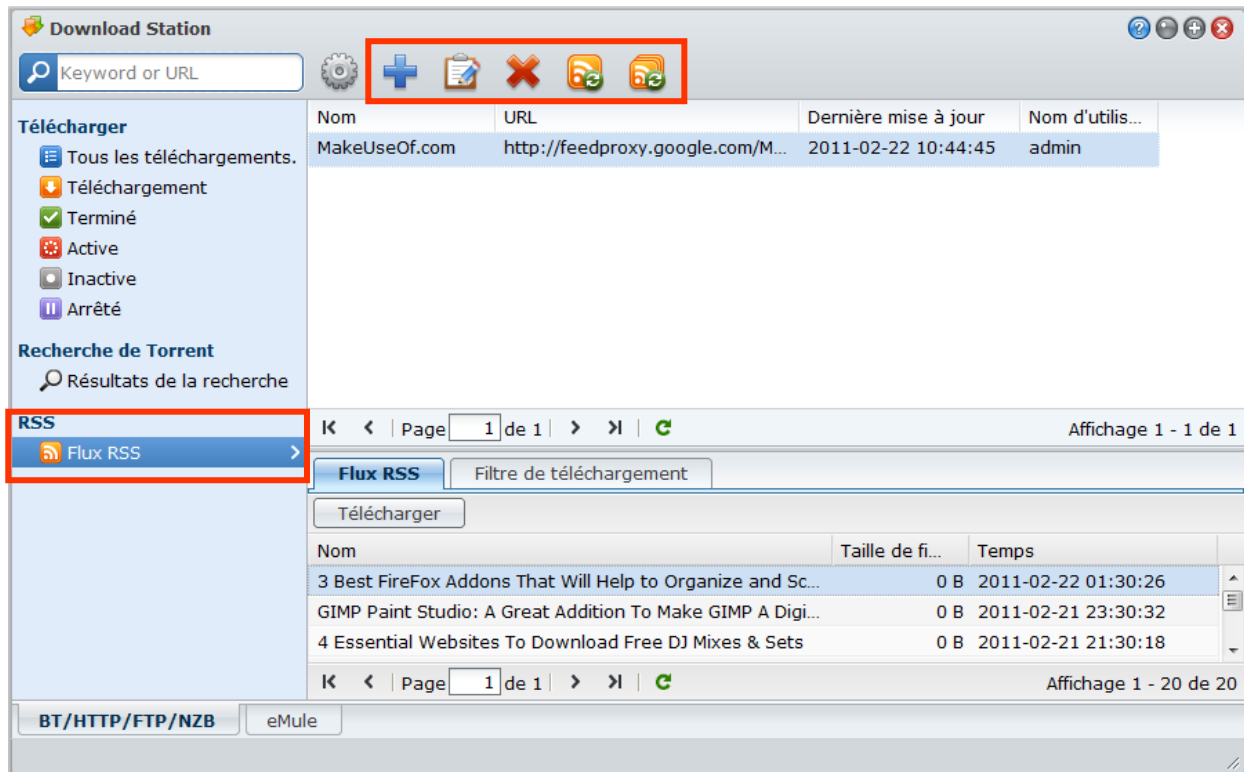 Download Station
Keyword or URL
Télécharger
Tous les téléchargements.
Téléchargement
Terminé
Active
Inactive
Arrêté
Recherche de Torrent
Résultats de la recherche
RSS
Flux RSS
Nom URL Dernière mise à jour Nom d'utilis...
MakeUseOf.com http://feedproxy.google.com/M... 2011-02-22 10:44:45 admin
Page 1 de 1 Affichage 1 - 1 de 1
Flux RSS Filtre de téléchargement
Télécharger
Nom Taille de fi... Temps
3 Best FireFox Addons That Will Help to Organize and Sc... 0 B 2011-02-22 01:30:26
GIMP Paint Studio: A Great Addition To Make GIMP A Digi... 0 B 2011-02-21 23:30:32
4 Essential Websites To Download Free DJ Mixes & Sets 0 B 2011-02-21 21:30:18
Page 1 de 1 Affichage 1 - 20 de 20
BT/HTTP/FTP/NZB eMule